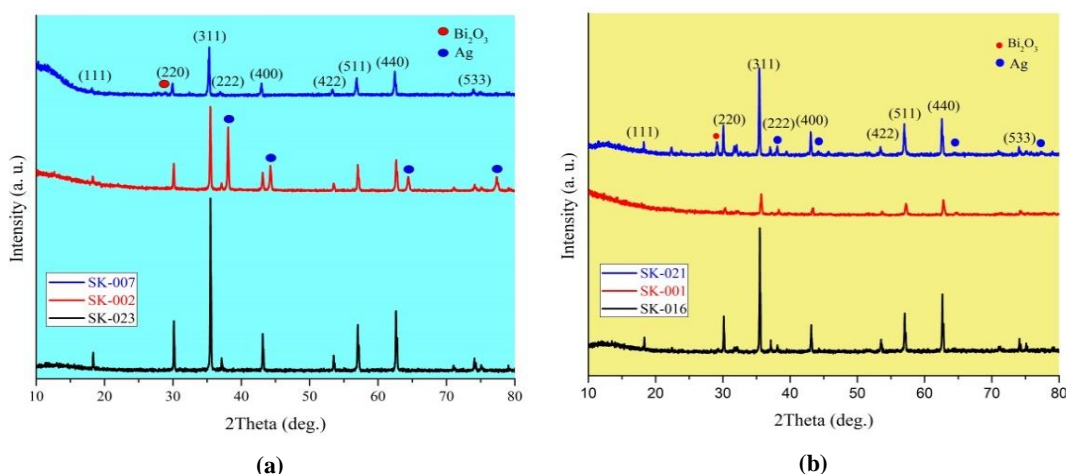 Bi₂O₃
Ag
(111)
(220)
(311)
(222)
(400)
(422)
(511)
(440)
(533)
SK-007
SK-002
SK-023
Intensity (a. u.)
10 20 30 40 50 60 70 80
2Theta (deg.)
(a)
Bi₂O₃
Ag
(111)
(220)
(311)
(222)
(400)
(422)
(511)
(440)
(533)
SK-021
SK-001
SK-016
Intensity (a. u.)
10 20 30 40 50 60 70 80
2Theta (deg.)
(b)